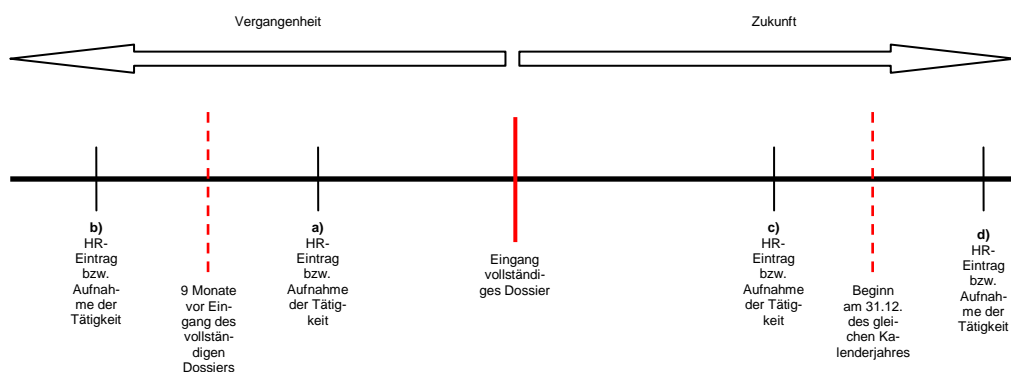 Vergangenheit
Zukunft
b)
HR-
Eintrag
bzw.
Aufnah-
me der
Tätigkeit
9 Monate
vor Ein-
gang des
vollstän-
digen
Dossiers
a)
HR-
Eintrag
bzw.
Aufnahme
der Tätig-
keit
Eingang
vollständi-
ges Dossier
c)
HR-
Eintrag
bzw.
Aufnahme
der Tätig-
keit
Beginn
am 31.12.
des glei-
chen Ka-
lenderjahres
d)
HR-
Eintrag
bzw.
Aufnah-
me der
Tätigkeit